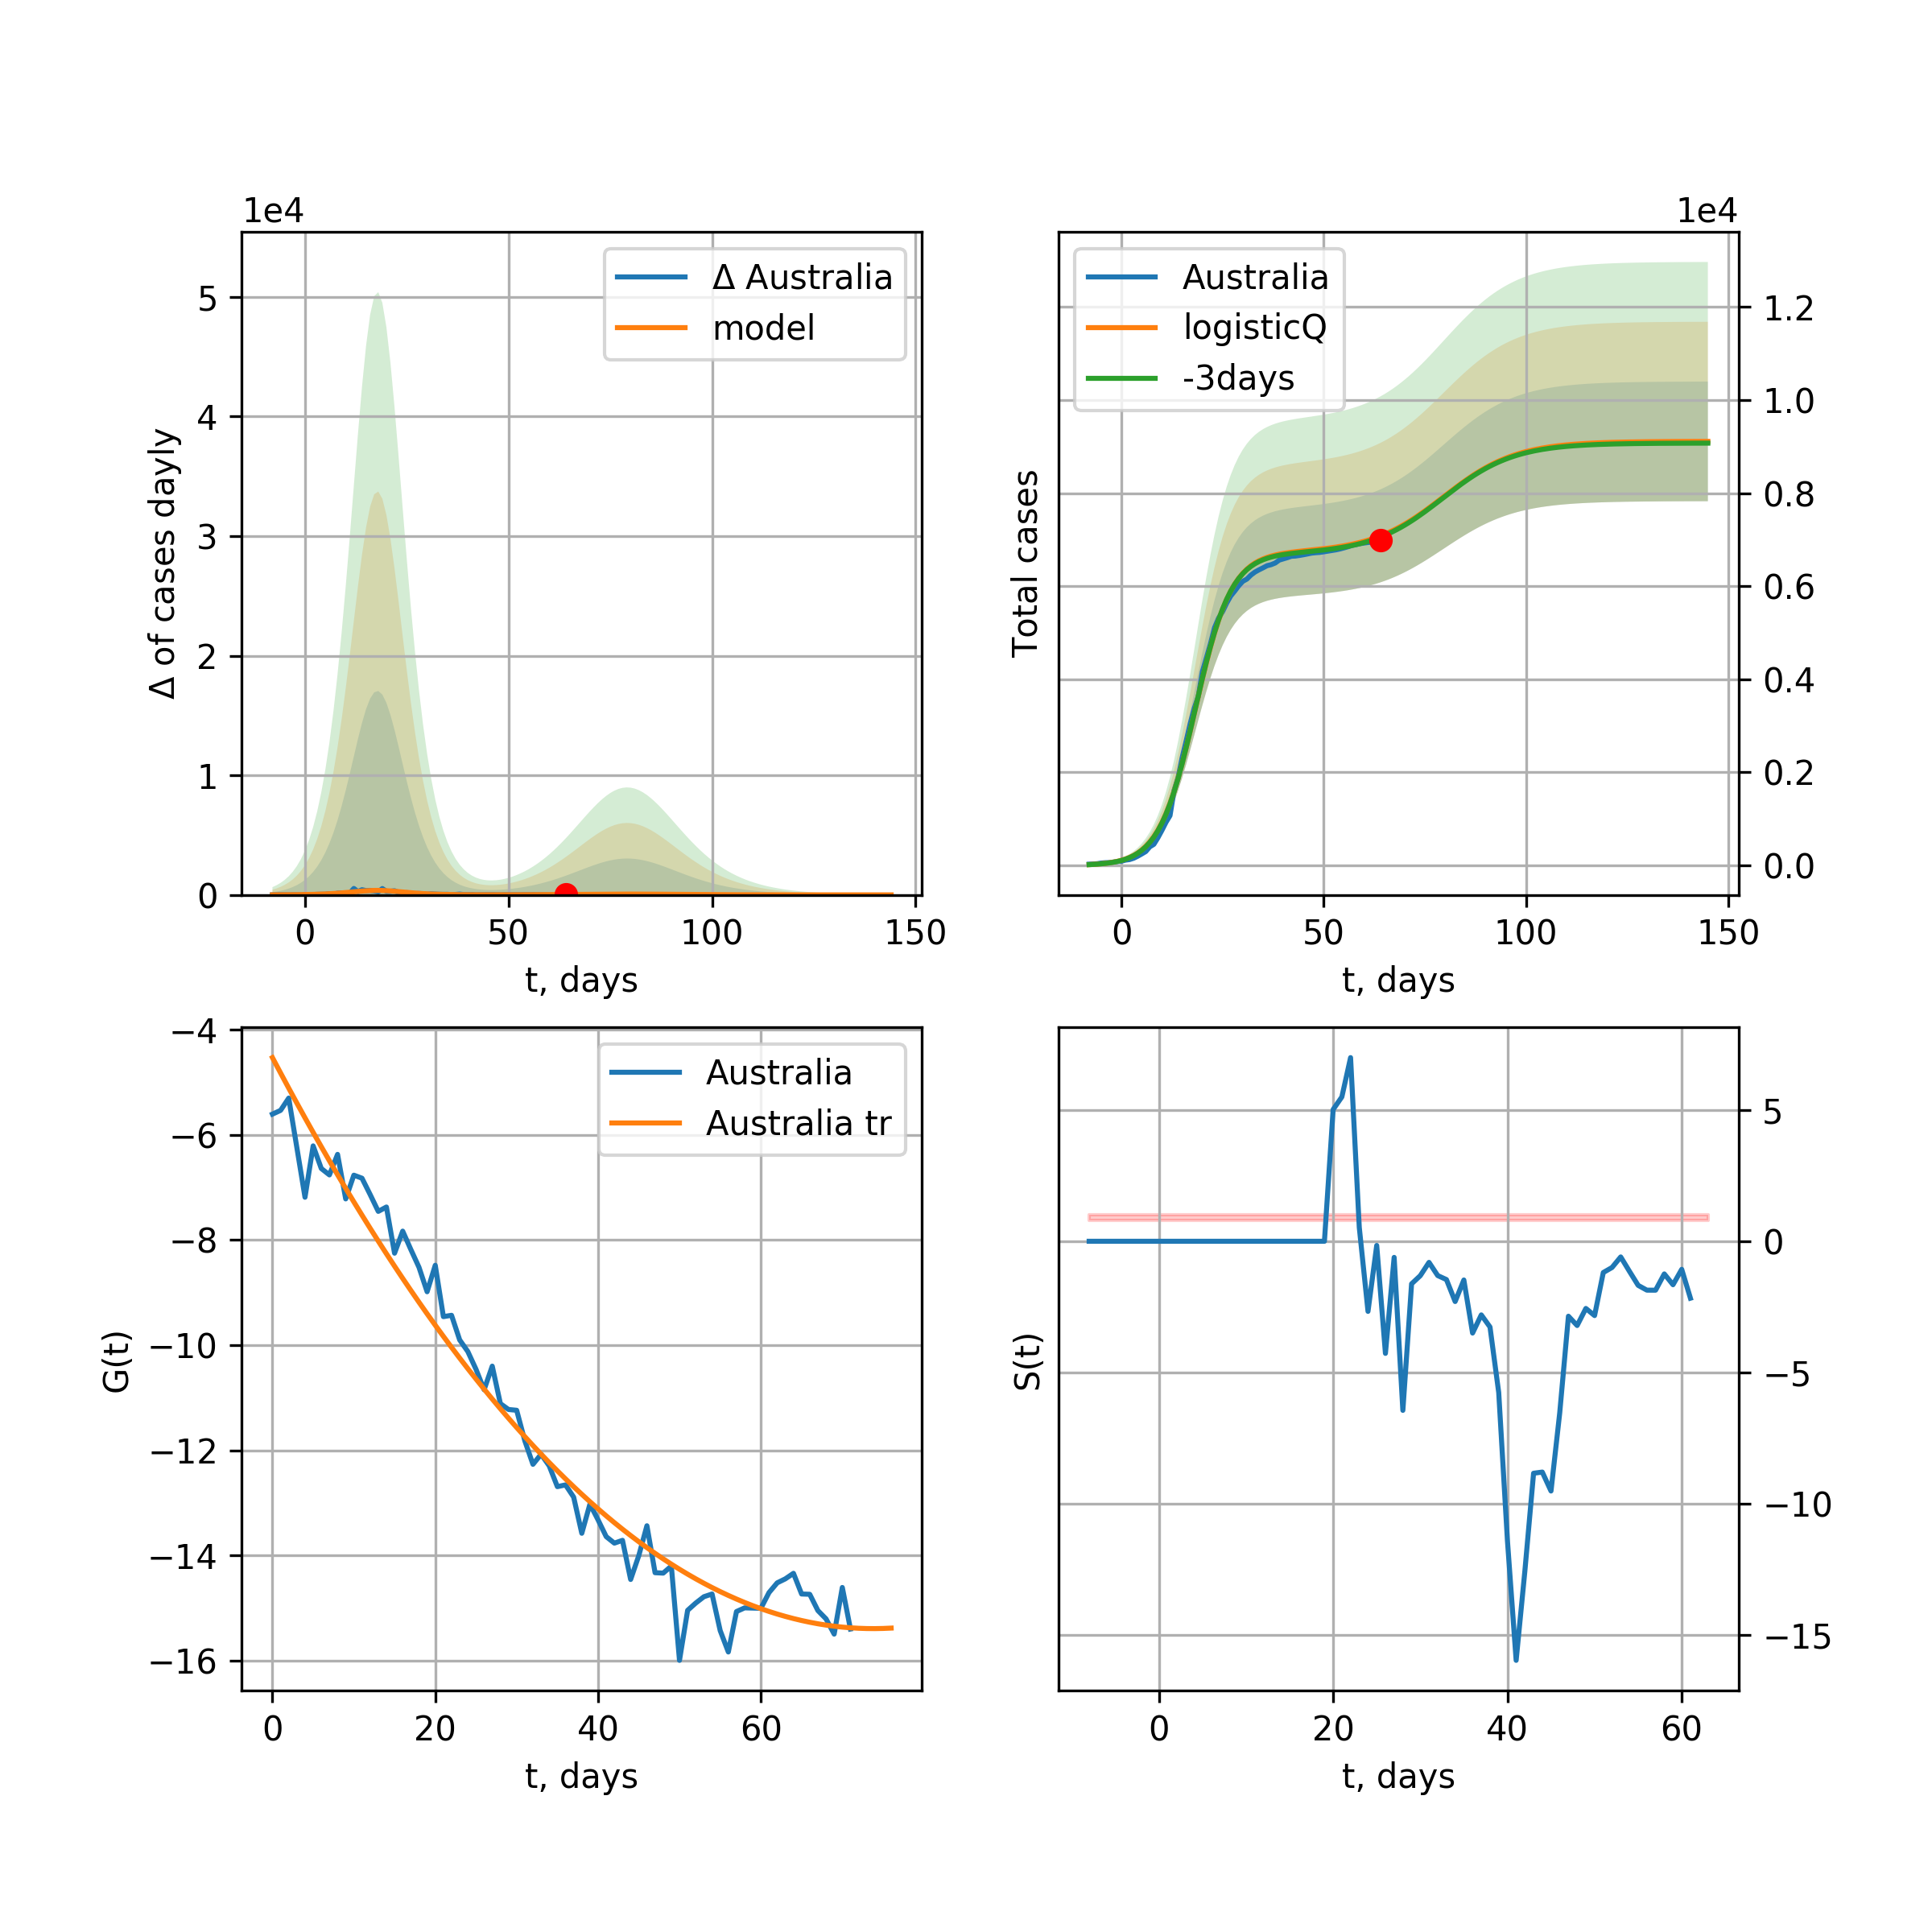 1e4
Δ of cases dayly
5
4
3
2
1
0
Δ Australia
model
0 50 100 150
t, days
1e4
Total cases
Australia
logisticQ
-3days
1.2
1.0
0.8
0.6
0.4
0.2
0.0
0 50 100 150
t, days
G(t)
−4
−6
−8
−10
−12
−14
−16
Australia
Australia tr
0 20 40 60
t, days
S(t)
5
0
−5
−10
−15
0 20 40 60
t, days